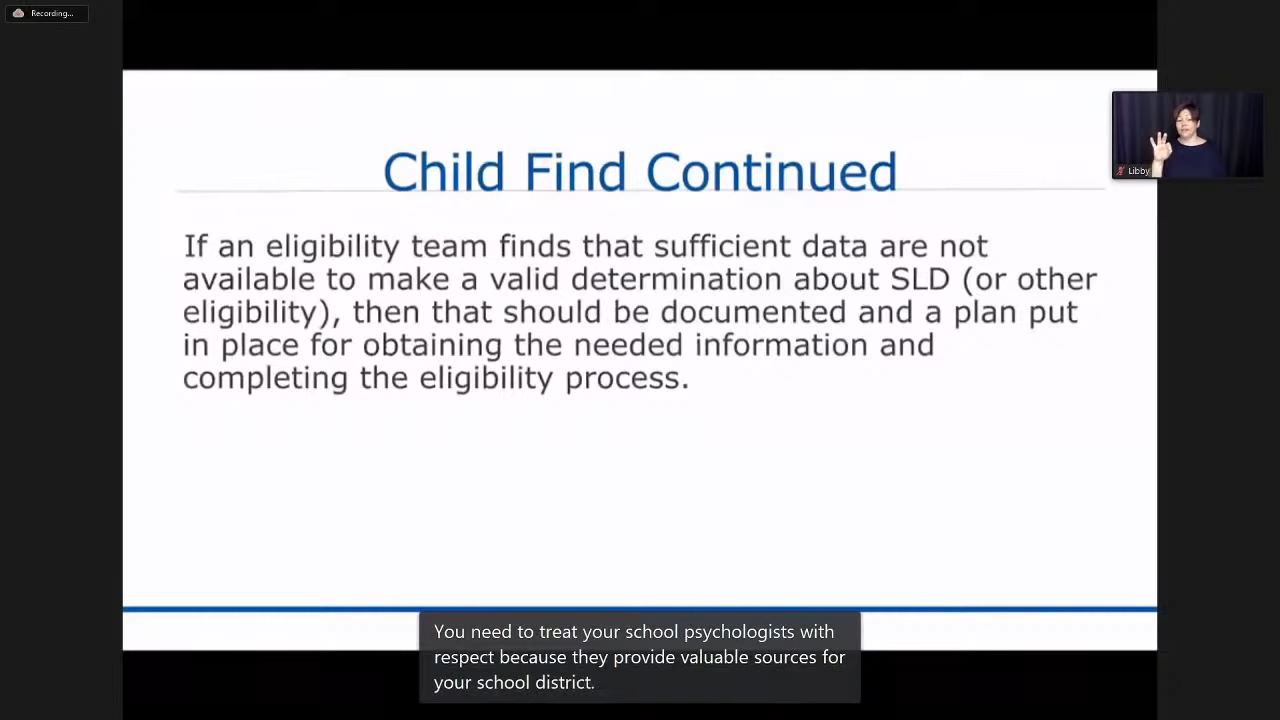 Recording...
Child Find Continued
Libby
If an eligibility team finds that sufficient data are not
available to make a valid determination about SLD (or other
eligibility), then that should be documented and a plan put
in place for obtaining the needed information and
completing the eligibility process.
You need to treat your school psychologists with
respect because they provide valuable sources for
your school district.